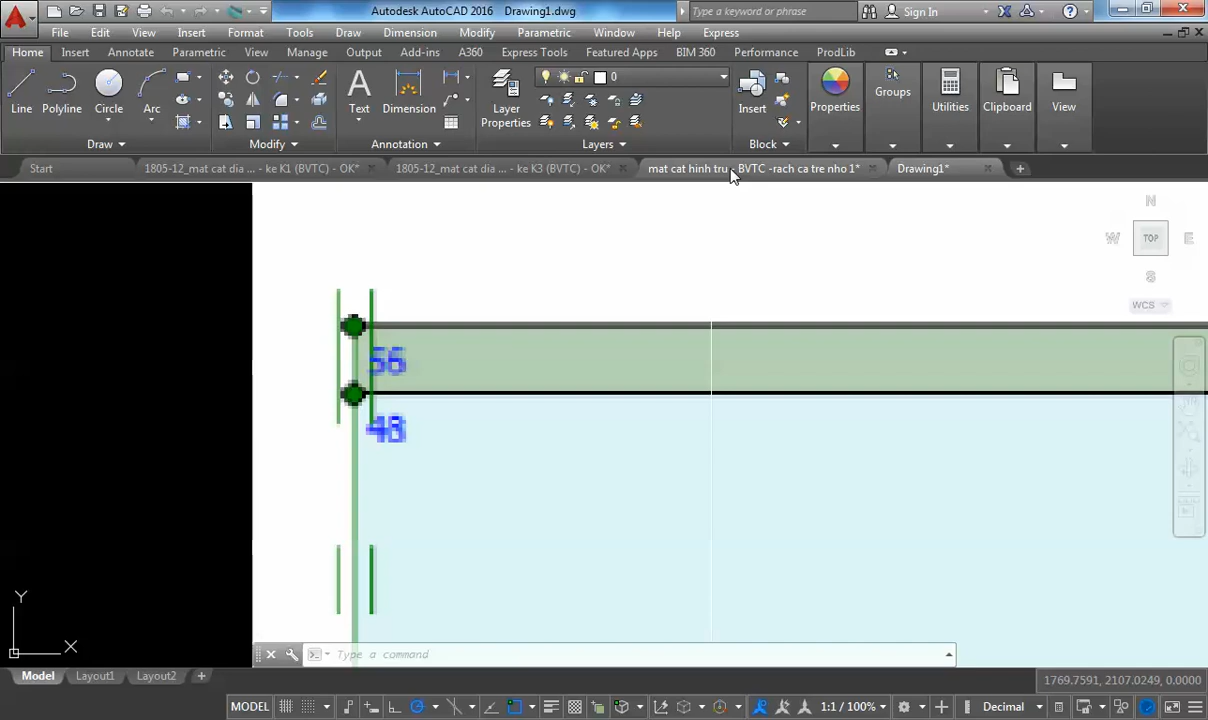 Autodesk AutoCAD 2016 Drawing1.dwg
Type a keyword or phrase
Sign In
File Edit View Insert Format Tools Draw Dimension Modify Parametric Window Help Express
Home Insert Annotate Parametric View Manage Output Add-ins A360 Express Tools Featured Apps BIM 360 Performance ProdLib
0
Line Polyline Circle Arc Text Dimension Layer Properties Insert Properties Groups Utilities Clipboard View
Draw Modify Annotation Layers Block
Start 1805-12_mat cat dia ... - ke K1 (BVTC) - OK* 1805-12_mat cat dia ... - ke K3 (BVTC) - OK* mat cat hinh tru - BVTC -rach ca tre nho 1* Drawing1*
N
W TOP E
S
WCS
56
Y
X
Type a command
Model Layout1 Layout2
1769.7591, 2107.0249, 0.0000
MODEL 1:1 / 100% Decimal